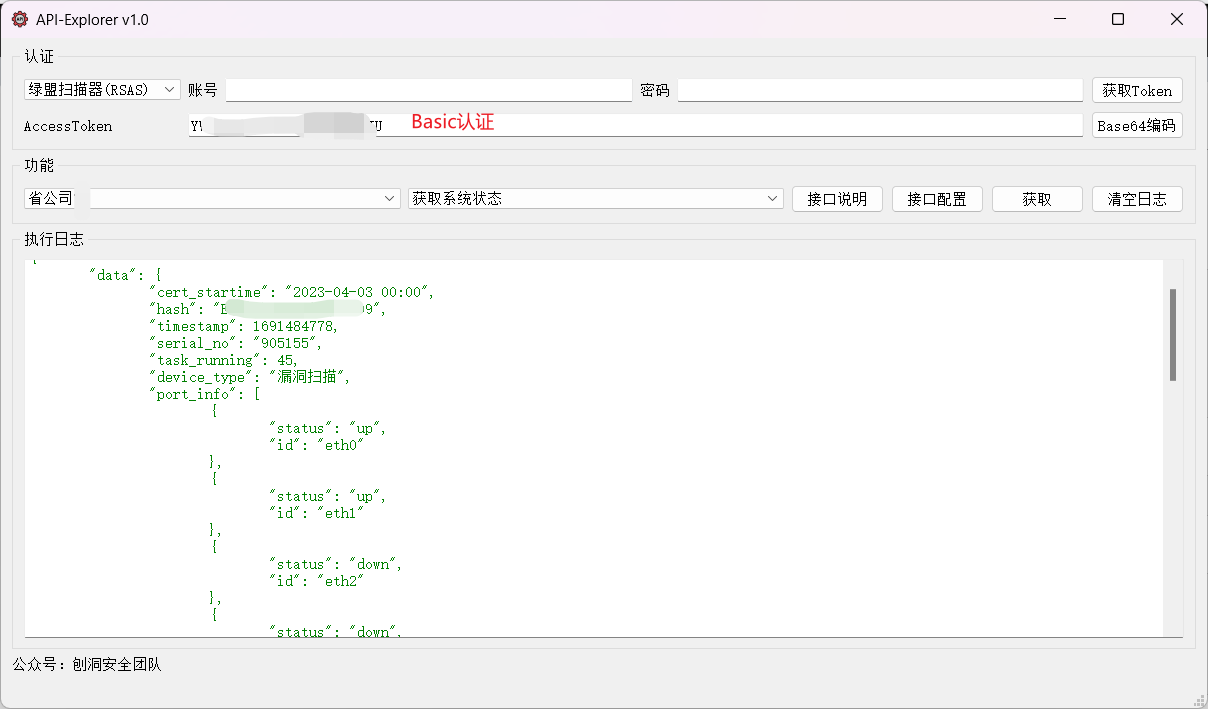 API-Explorer v1.0
认证
绿盟扫描器(RSAS) 账号 密码 获取Token
AccessToken Basic认证 Base64编码
功能
省公司 获取系统状态 接口说明 接口配置 获取 清空日志
执行日志
{
"data": {
"cert_startime": "2023-04-03 00:00",
"hash": "E 09",
"timestamp": 1691484778,
"serial_no": "905155",
"task_running": 45,
"device_type": "漏洞扫描",
"port_info": [
{
"status": "up",
"id": "eth0"
},
{
"status": "up",
"id": "eth1"
},
{
"status": "down",
"id": "eth2"
},
{
"status": "down",
公众号：刨洞安全团队